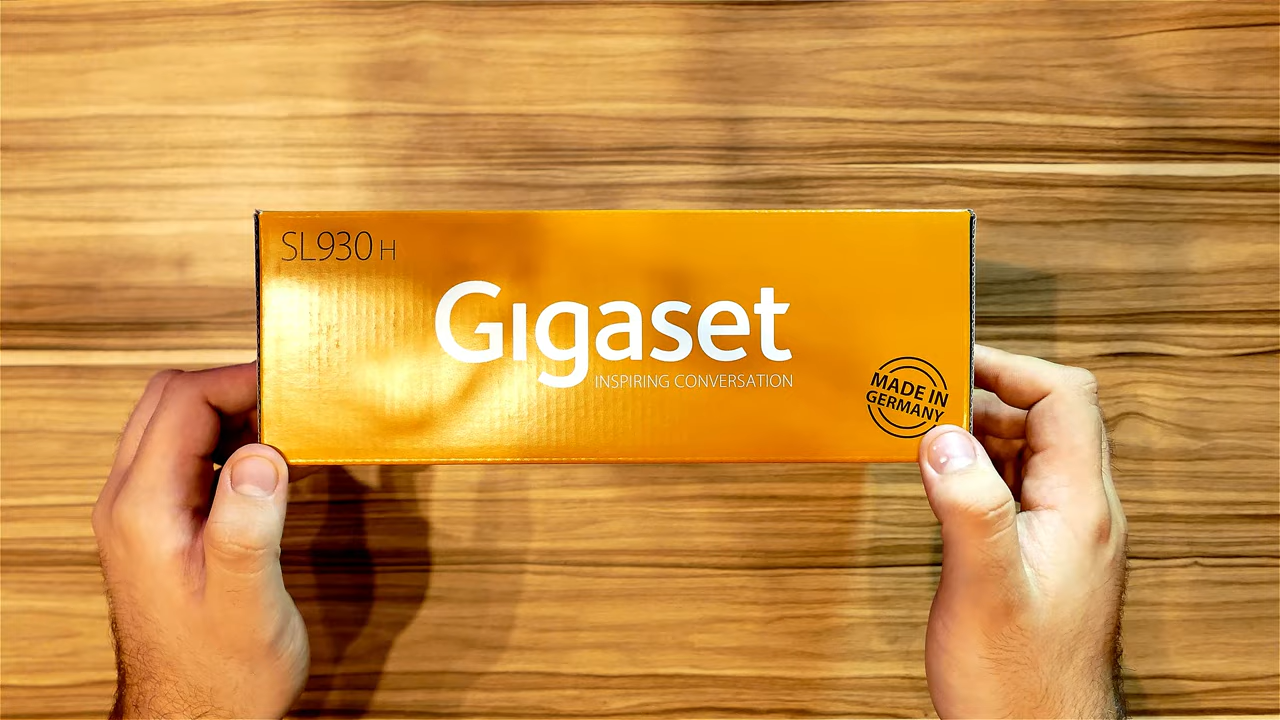 SL930 H
Gigaset
INSPIRING CONVERSATION
MADE IN
GERMANY